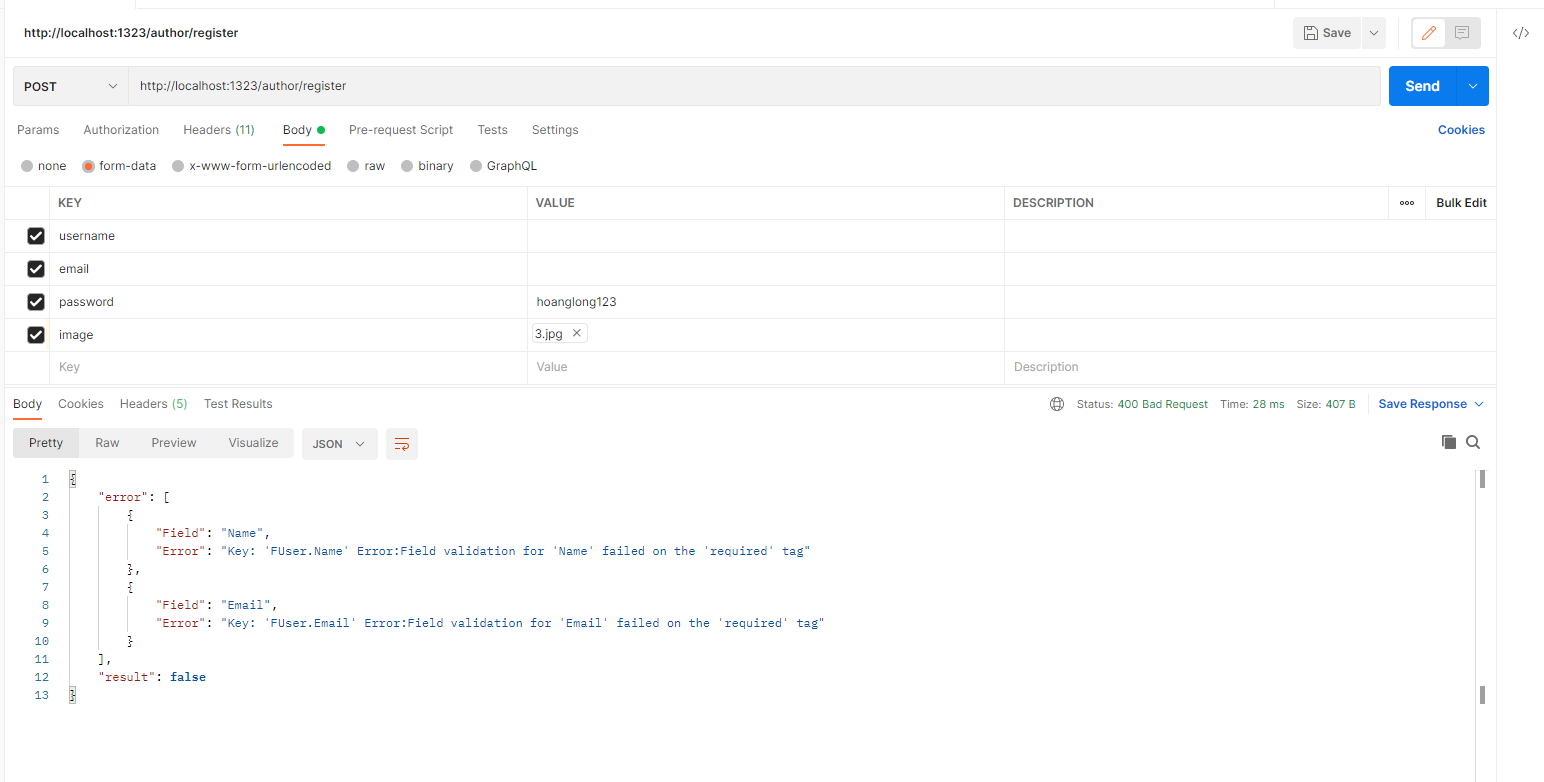 http://localhost:1323/author/register
Save
</>
POST
http://localhost:1323/author/register
Send
Params Authorization Headers (11) Body Pre-request Script Tests Settings
Cookies
none form-data x-www-form-urlencoded raw binary GraphQL
KEY VALUE DESCRIPTION ooo Bulk Edit
username
email
password hoanglong123
image 3.jpg ×
Key Value Description
Body Cookies Headers (5) Test Results
Status: 400 Bad Request Time: 28 ms Size: 407 B Save Response
Pretty Raw Preview Visualize JSON
1 {
2 "error": [
3 {
4 "Field": "Name",
5 "Error": "Key: 'FUser.Name' Error:Field validation for 'Name' failed on the 'required' tag"
6 },
7 {
8 "Field": "Email",
9 "Error": "Key: 'FUser.Email' Error:Field validation for 'Email' failed on the 'required' tag"
10 }
11 ],
12 "result": false
13 }